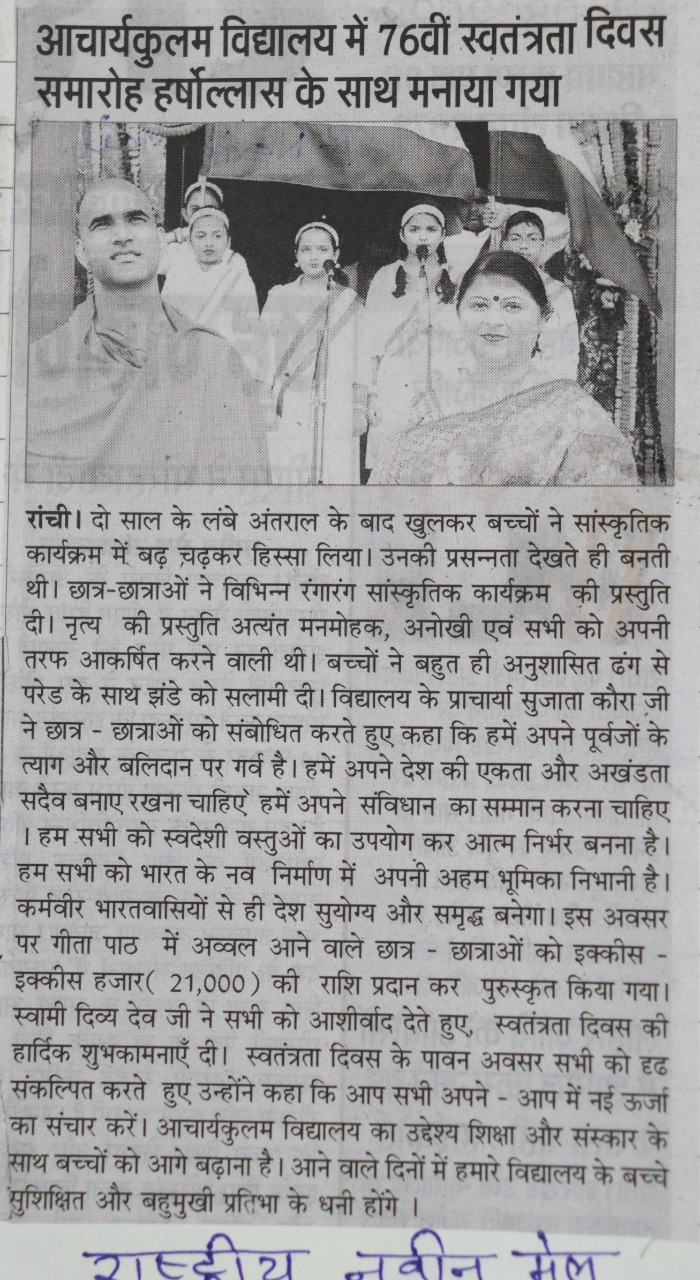 आचार्यकुलम विद्यालय में 76वीं स्वतंत्रता दिवस
समारोह हर्षोल्लास के साथ मनाया गया
रांची। दो साल के लंबे अंतराल के बाद खुलकर बच्चों ने सांस्कृतिक
कार्यक्रम में बढ़ चढ़कर हिस्सा लिया। उनकी प्रसन्नता देखते ही बनती
थी। छात्र-छात्राओं ने विभिन्न रंगारंग सांस्कृतिक कार्यक्रम की प्रस्तुति
दी। नृत्य की प्रस्तुति अत्यंत मनमोहक, अनोखी एवं सभी को अपनी
तरफ आकर्षित करने वाली थी। बच्चों ने बहुत ही अनुशासित ढंग से
परेड के साथ झंडे को सलामी दी। विद्यालय के प्राचार्या सुजाता कौरा जी
ने छात्र - छात्राओं को संबोधित करते हुए कहा कि हमें अपने पूर्वजों के
त्याग और बलिदान पर गर्व है। हमें अपने देश की एकता और अखंडता
सदैव बनाए रखना चाहिए` हमें अपने संविधान का सम्मान करना चाहिए
। हम सभी को स्वदेशी वस्तुओं का उपयोग कर आत्म निर्भर बनना है।
हम सभी को भारत के नव निर्माण में अपनी अहम भूमिका निभानी है।
कर्मवीर भारतवासियों से ही देश सुयोग्य और समृद्ध बनेगा। इस अवसर
पर गीता पाठ में अव्वल आने वाले छात्र - छात्राओं को इक्कीस -
इक्कीस हजार( 21,000) की राशि प्रदान कर पुरुस्कृत किया गया।
स्वामी दिव्य देव जी ने सभी को आशीर्वाद देते हुए, स्वतंत्रता दिवस की
हार्दिक शुभकामनाएँ दी। स्वतंत्रता दिवस के पावन अवसर सभी को दृढ
संकल्पित करते हुए उन्होंने कहा कि आप सभी अपने - आप में नई ऊर्जा
का संचार करें। आचार्यकुलम विद्यालय का उद्देश्य शिक्षा और संस्कार के
साथ बच्चों को आगे बढ़ाना है। आने वाले दिनों में हमारे विद्यालय के बच्चे
सुशिक्षित और बहुमुखी प्रतिभा के धनी होंगे ।
राष्ट्रीय नवीन मेल